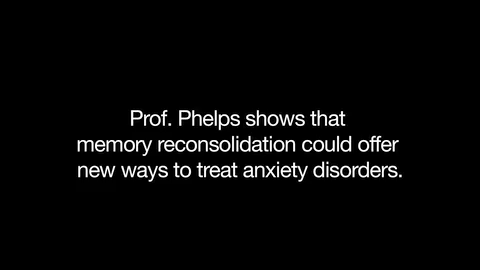 Prof. Phelps shows that
memory reconsolidation could offer
new ways to treat anxiety disorders.